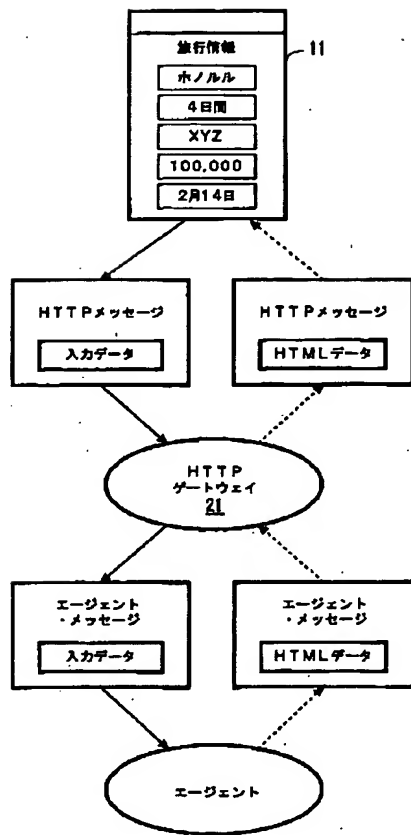 旅行情報
11
ホノルル
4日間
XYZ
100,000
2月14日
HTTPメッセージ
入力データ
HTTPメッセージ
HTMLデータ
HTTP
ゲートウェイ
21
エージェント
・メッセージ
入力データ
エージェント
・メッセージ
HTMLデータ
エージェント